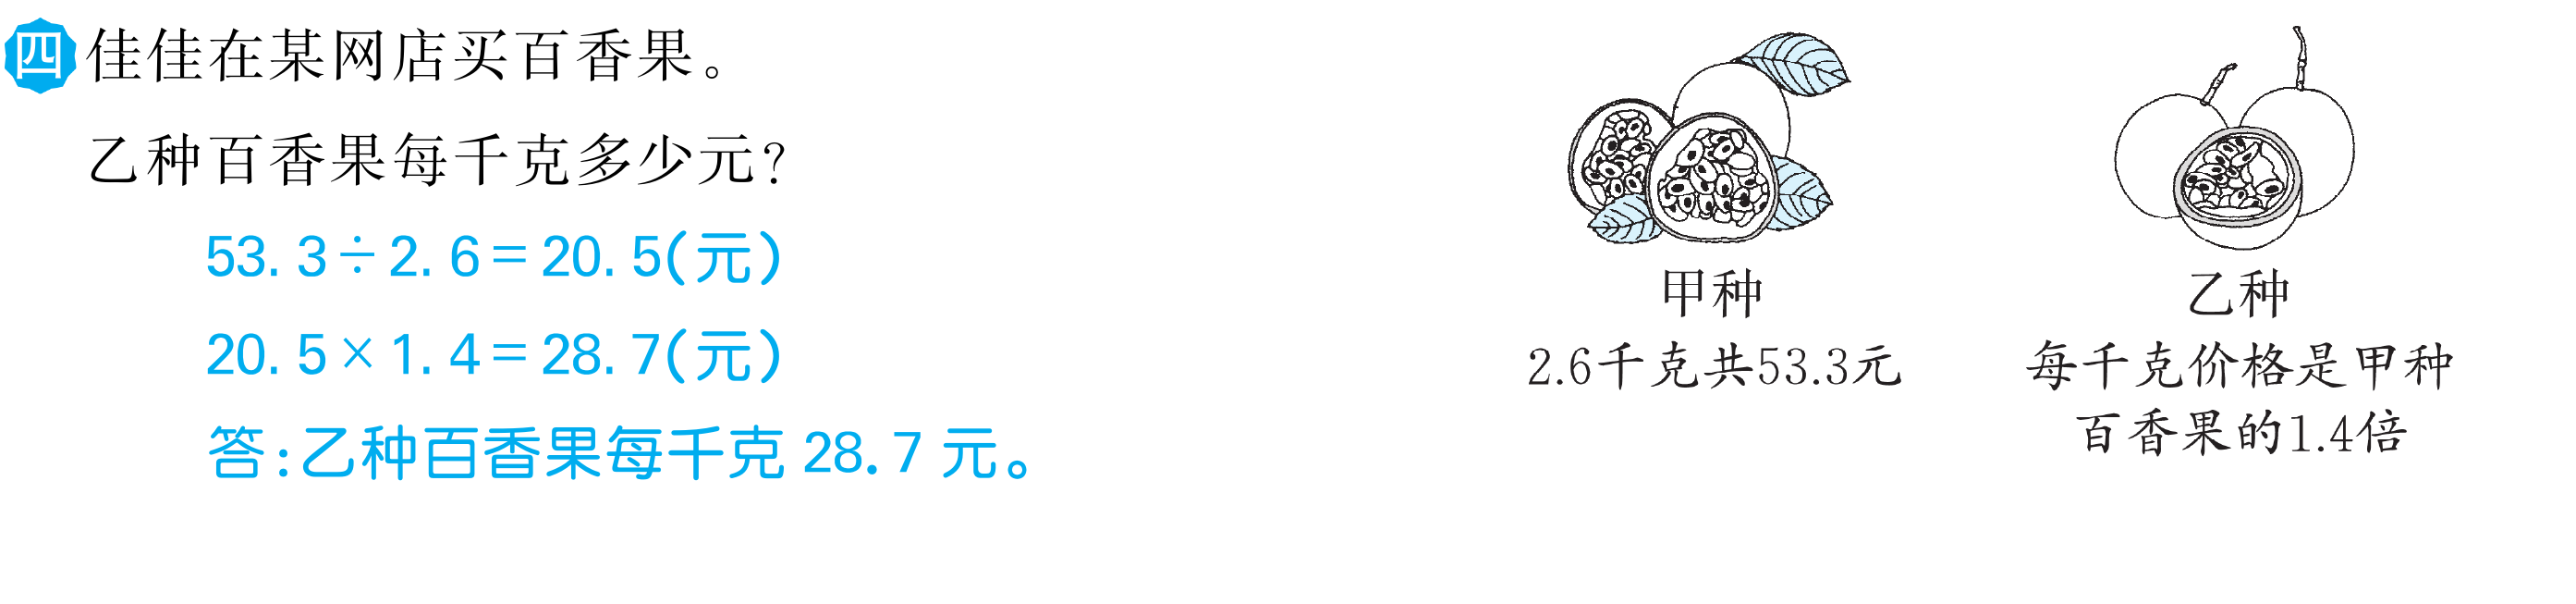 四 佳佳在某网店买百香果。
乙种百香果每千克多少元?
53.3÷2.6=20.5(元)
20.5×1.4=28.7(元)
答:乙种百香果每千克 28.7 元。
甲种
2.6千克共53.3元
乙种
每千克价格是甲种
百香果的1.4倍